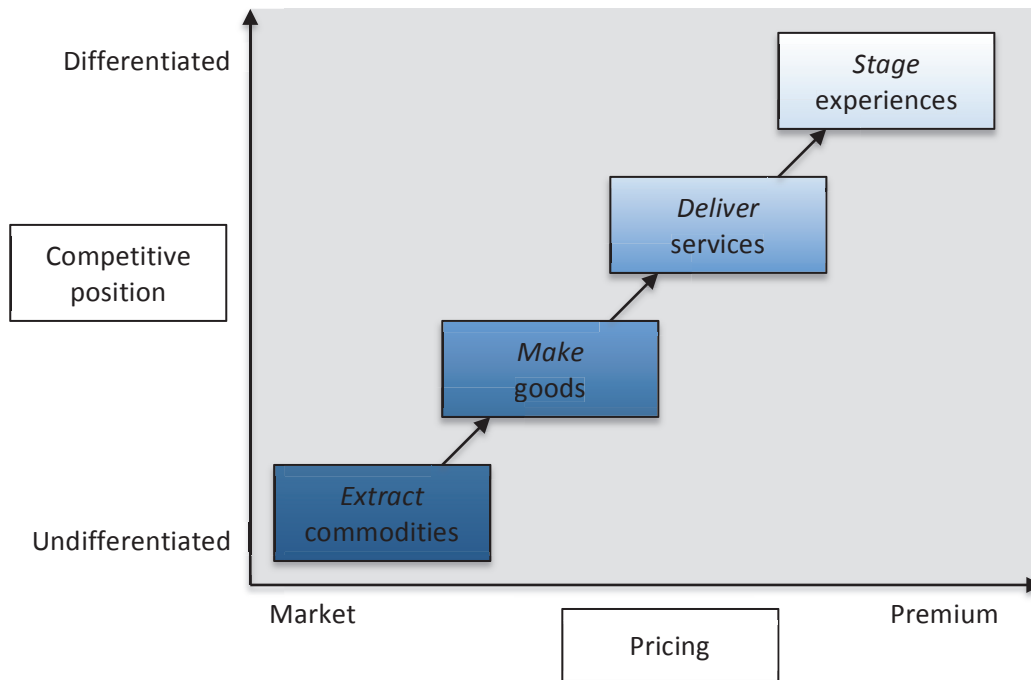 Differentiated
Stage
experiences
Deliver
services
Competitive
position
Make
goods
Extract
commodities
Undifferentiated
Market
Premium
Pricing